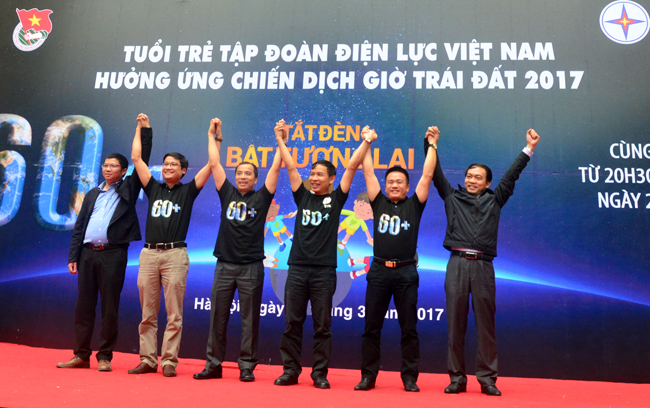 TUỔI TRẺ TẬP ĐOÀN ĐIỆN LỰC VIỆT NAM
HƯỞNG ỨNG CHIẾN DỊCH GIỜ TRÁI ĐẤT 2017
60+
TẮT ĐÈN
BẬT TƯƠNG LAI
CÙNG
TỪ 20H30
NGÀY 2
60+
60+
60+
60+
Hà Nội, ngày
3 năm 2017